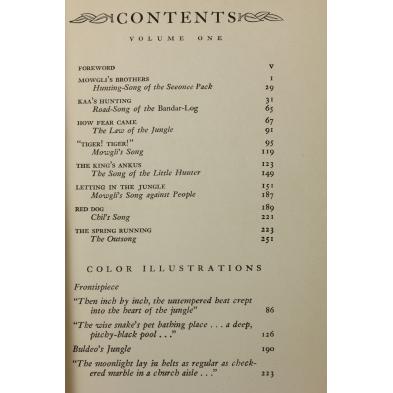 CONTENTS
VOLUME ONE
FOREWORD v
MOWGLI'S BROTHERS 1
Hunting-Song of the Seeonee Pack 29
KAA'S HUNTING 31
Road-Song of the Bandar-Log 65
HOW FEAR CAME 67
The Law of the Jungle 91
"TIGER! TIGER!" 95
Mowgli's Song 119
THE KING'S ANKUS 123
The Song of the Little Hunter 149
LETTING IN THE JUNGLE 151
Mowgli's Song against People 187
RED DOG 189
Chil's Song 221
THE SPRING RUNNING 223
The Outsong 251
COLOR ILLUSTRATIONS
Frontispiece
"Then inch by inch, the untempered heat crept
into the heart of the jungle" 86
"The wise snake's pet bathing place . . . a deep,
pitchy-black pool . . ." 126
Buldeo's Jungle 190
"The moonlight lay in belts as regular as check-
ered marble in a church aisle . . ." 223